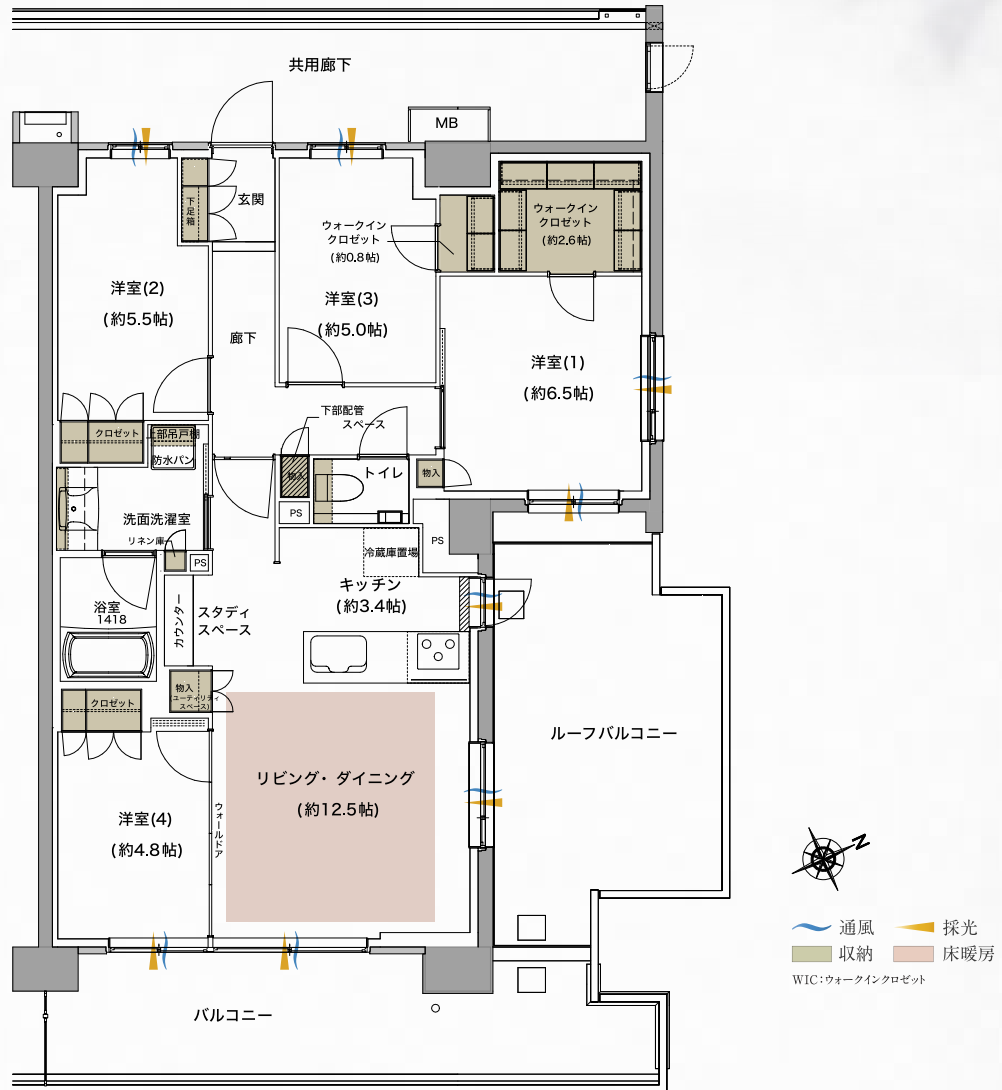 共用廊下
MB
玄関
下足箱
ウォークイン
クロゼット
(約0.8帖)
ウォークイン
クロゼット
(約2.6帖)
洋室(2)
(約5.5帖)
洋室(3)
(約5.0帖)
廊下
洋室(1)
(約6.5帖)
下部配管
スペース
クロゼット
上部吊戸棚
防水パン
物入
トイレ
物入
PS
洗面洗濯室
リネン庫
PS
PS
冷蔵庫置場
キッチン
(約3.4帖)
浴室
1418
カウンター
スタディ
スペース
物入
(ユーティリティ
スペース)
クロゼット
ルーフバルコニー
リビング・ダイニング
(約12.5帖)
洋室(4)
(約4.8帖)
ウォールドア
バルコニー
N
通風
採光
収納
床暖房
WIC:ウォークインクロゼット